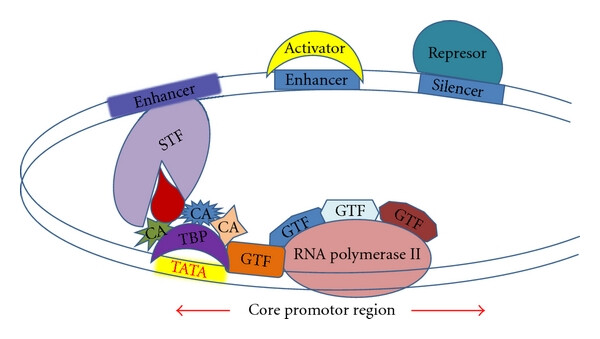 Activator
Enhancer
Represor
Silencer
Enhancer
STF
CA
CA
CA
TBP
TATA
GTF
GTF
GTF
GTF
RNA polymerase II
Core promotor region